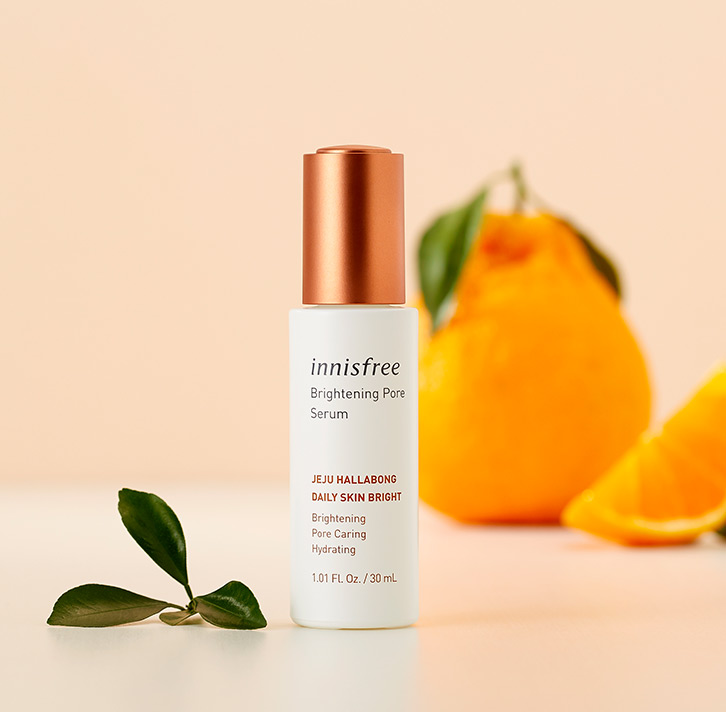 innisfree
Brightening Pore
Serum
JEJU HALLABONG
DAILY SKIN BRIGHT
Brightening
Pore Caring
Hydrating
1.01 FL. Oz. / 30 mL